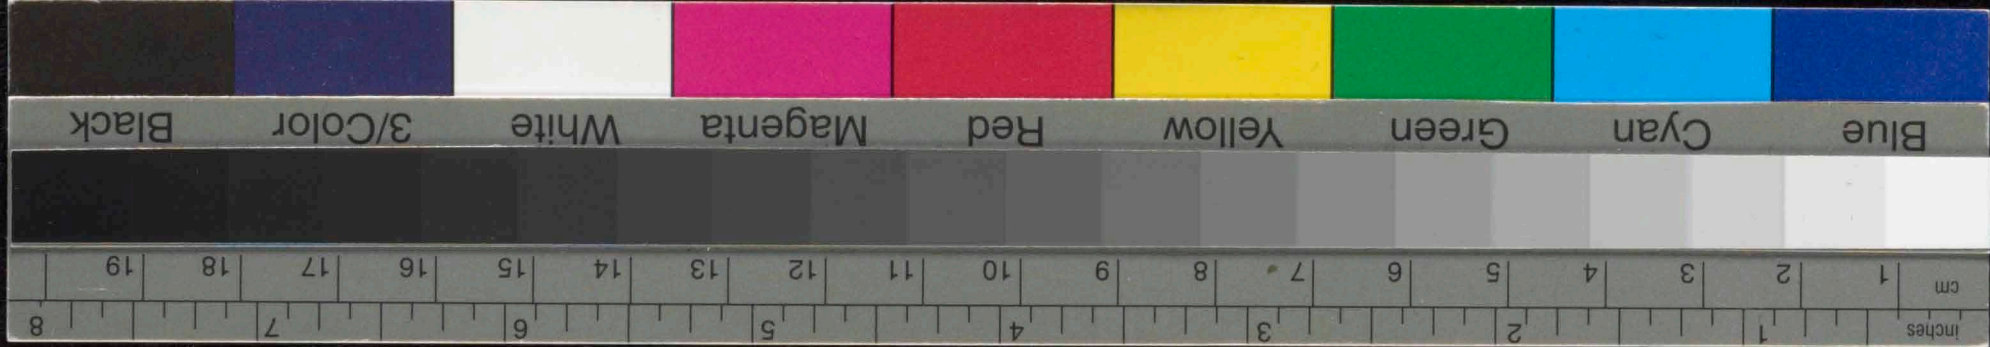 inches 1 2 3 4 5 6 7 8
cm 1 2 3 4 5 6 7 8 9 10 11 12 13 14 15 16 17 18 19
Blue Cyan Green Yellow Red Magenta White 3/Color Black